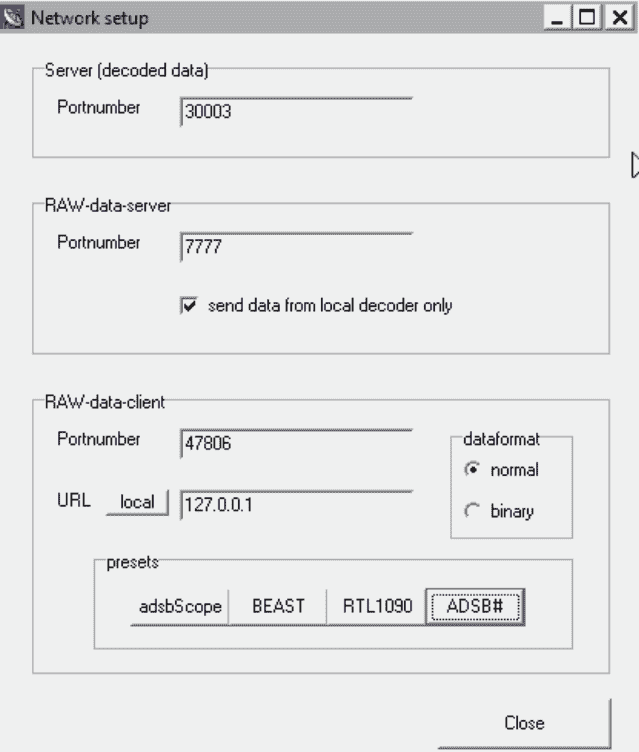 Network setup
Server (decoded data)
Portnumber 30003
RAW-data-server
Portnumber 7777
send data from local decoder only
RAW-data-client
Portnumber 47806
dataformat
normal
URL local 127.0.0.1
binary
presets
adsbScope BEAST RTL1090 ADSB#
Close